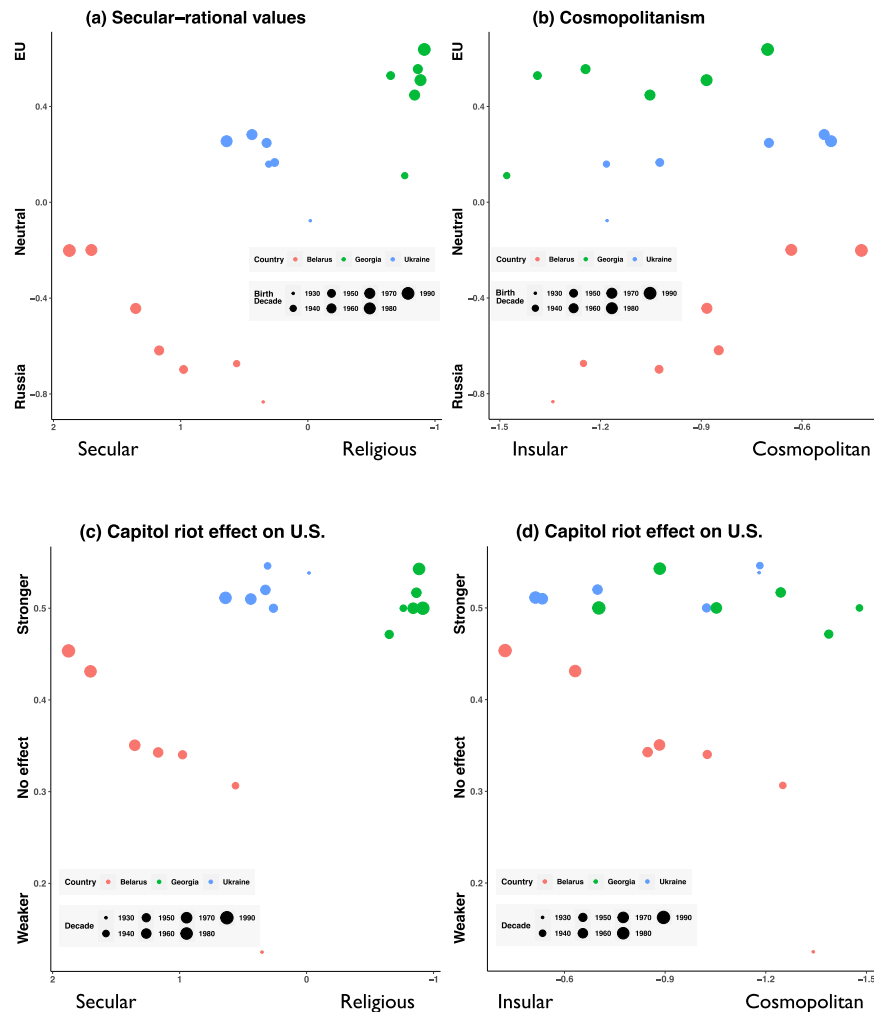 (a) Secular–rational values
EU
0.4
0.0
Neutral
−0.4
Russia
−0.8
Country Belarus Georgia Ukraine
Birth Decade 1930 1950 1970 1990
1940 1960 1980
2 1 0 −1
Secular Religious
(b) Cosmopolitanism
EU
0.4
0.0
Neutral
−0.4
Russia
−0.8
Country Belarus Georgia Ukraine
Birth Decade 1930 1950 1970 1990
1940 1960 1980
−1.5 −1.2 −0.9 −0.6
Insular Cosmopolitan
(c) Capitol riot effect on U.S.
Stronger
0.5
0.4
No effect
0.3
0.2
Weaker
Country Belarus Georgia Ukraine
Decade 1930 1950 1970 1990
1940 1960 1980
2 1 0 −1
Secular Religious
(d) Capitol riot effect on U.S.
Stronger
0.5
0.4
No effect
0.3
0.2
Weaker
Country Belarus Georgia Ukraine
Decade 1930 1950 1970 1990
1940 1960 1980
−0.6 −0.9 −1.2 −1.5
Insular Cosmopolitan